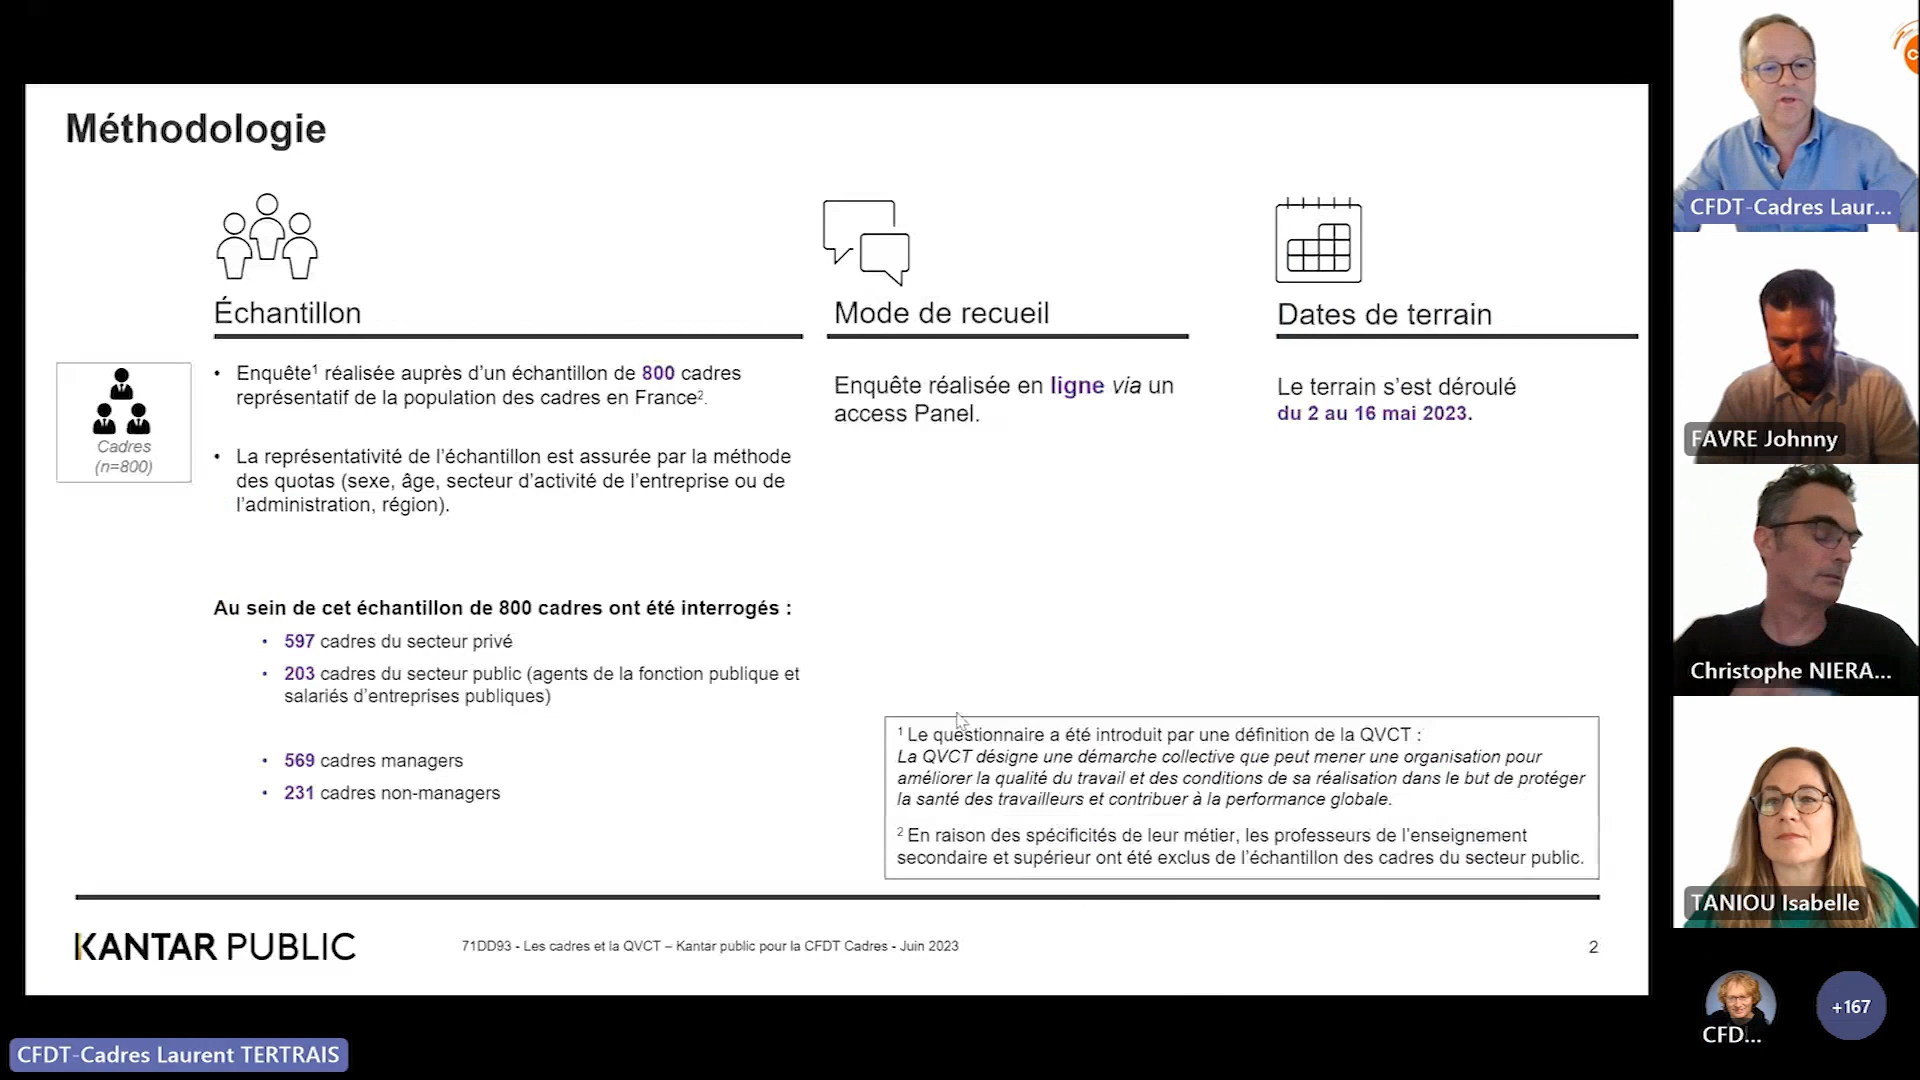 Méthodologie
Échantillon
Mode de recueil
Dates de terrain
Cadres
(n=800)
• Enquête¹ réalisée auprès d’un échantillon de 800 cadres
représentatif de la population des cadres en France².
• La représentativité de l’échantillon est assurée par la méthode
des quotas (sexe, âge, secteur d’activité de l’entreprise ou de
l’administration, région).
Au sein de cet échantillon de 800 cadres ont été interrogés :
• 597 cadres du secteur privé
• 203 cadres du secteur public (agents de la fonction publique et
salariés d’entreprises publiques)
• 569 cadres managers
• 231 cadres non-managers
Enquête réalisée en ligne via un
access Panel.
Le terrain s’est déroulé
du 2 au 16 mai 2023.
¹ Le questionnaire a été introduit par une définition de la QVCT :
La QVCT désigne une démarche collective que peut mener une organisation pour
améliorer la qualité du travail et des conditions de sa réalisation dans le but de protéger
la santé des travailleurs et contribuer à la performance globale.
² En raison des spécificités de leur métier, les professeurs de l’enseignement
secondaire et supérieur ont été exclus de l’échantillon des cadres du secteur public.
KANTAR PUBLIC
71DD93 - Les cadres et la QVCT – Kantar public pour la CFDT Cadres - Juin 2023
2
CFDT-Cadres Laurent TERTRAIS
CFDT-Cadres Laur...
FAVRE Johnny
Christophe NIERA...
TANIOU Isabelle
CFD...
+167